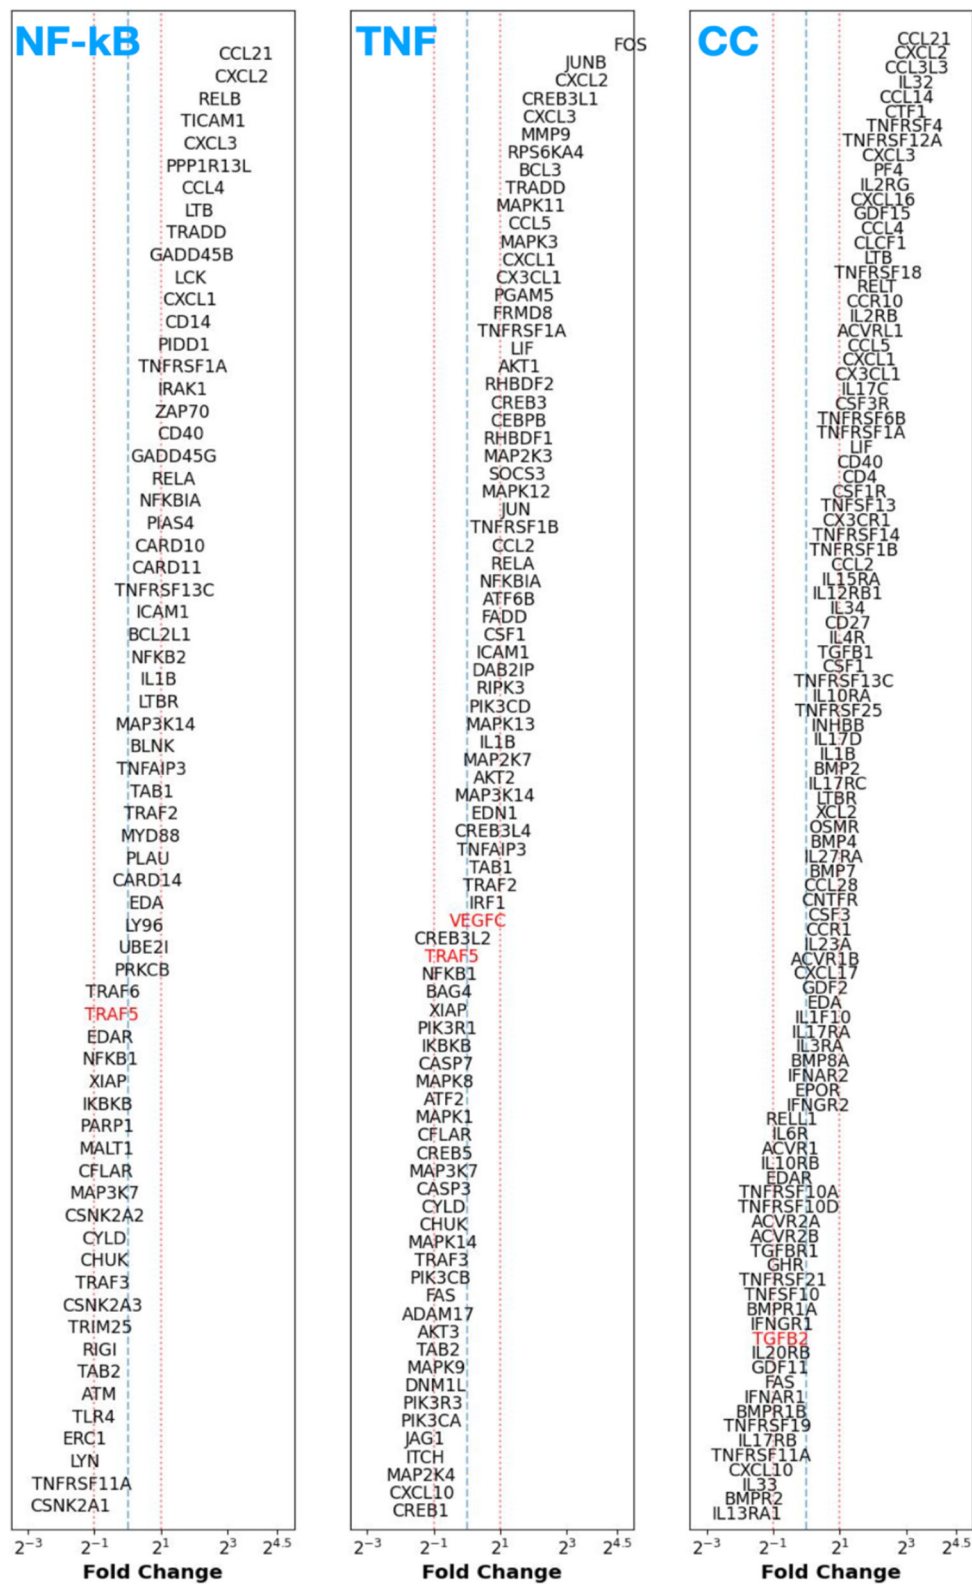 NF-kB
CCL21
CXCL2
RELB
TICAM1
CXCL3
PPP1R13L
CCL4
LTB
TRADD
GADD45B
LCK
CXCL1
CD14
PIDD1
TNFRSF1A
IRAK1
ZAP70
CD40
GADD45G
RELA
NFKBIA
PIAS4
CARD10
CARD11
TNFRSF13C
ICAM1
BCL2L1
NFKB2
IL1B
LTBR
MAP3K14
BLNK
TNFAIP3
TAB1
TRAF2
MYD88
PLAU
CARD14
EDA
LY96
UBE2I
PRKCB
TRAF6
TRAF5
EDAR
NFKB1
XIAP
IKBKB
PARP1
MALT1
CFLAR
MAP3K7
CSNK2A2
CYLD
CHUK
TRAF3
CSNK2A3
TRIM25
RIGI
TAB2
ATM
TLR4
ERC1
LYN
TNFRSF11A
CSNK2A1
2^-3 2^-1 2^1 2^3 2^4.5
Fold Change
TNF
FOS
JUNB
CXCL2
CREB3L1
CXCL3
MMP9
RPS6KA4
BCL3
TRADD
MAPK11
CCL5
MAPK3
CXCL1
CX3CL1
PGAM5
FRMD8
TNFRSF1A
LIF
AKT1
RHBDF2
CREB3
CEBPB
RHBDF1
MAP2K3
SOCS3
MAPK12
JUN
TNFRSF1B
CCL2
RELA
NFKBIA
ATF6B
FADD
CSF1
ICAM1
DAB2IP
RIPK3
PIK3CD
MAPK13
IL1B
MAP2K7
AKT2
MAP3K14
EDN1
CREB3L4
TNFAIP3
TAB1
TRAF2
IRF1
VEGFC
CREB3L2
TRAF5
NFKB1
BAG4
XIAP
PIK3R1
IKBKB
CASP7
MAPK8
ATF2
MAPK1
CFLAR
CREB5
MAP3K7
CASP3
CYLD
CHUK
MAPK14
TRAF3
PIK3CB
FAS
ADAM17
AKT3
TAB2
MAPK9
DNM1L
PIK3R3
PIK3CA
JAG1
ITCH
MAP2K4
CXCL10
CREB1
2^-3 2^-1 2^1 2^3 2^4.5
Fold Change
CC
CCL21
CXCL2
CCL3L3
IL32
CCL14
CTF1
TNFRSF4
TNFRSF12A
CXCL3
PF4
IL2RG
CXCL16
GDF15
CCL4
CLCF1
LTB
TNFRSF18
RELT
CCR10
IL2RB
ACVRL1
CCL5
CXCL1
CX3CL1
IL17C
CSF3R
TNFRSF6B
TNFRSF1A
LIF
CD40
CD4
CSF1R
TNFSF13
CX3CR1
TNFRSF14
TNFRSF1B
CCL2
IL15RA
IL12RB1
IL34
CD27
IL4R
TGFB1
CSF1
TNFRSF13C
IL10RA
TNFRSF25
INHBB
IL17D
IL1B
BMP2
IL17RC
LTBR
XCL2
OSMR
BMP4
IL27RA
BMP7
CCL28
CNTFR
CSF3
CCR1
IL23A
ACVR1B
CXCL17
GDF2
EDA
IL1F10
IL17RA
IL3RA
BMP8A
IFNAR2
EPOR
IFNGR2
RELL1
IL6R
ACVR1
IL10RB
EDAR
TNFRSF10A
TNFRSF10D
ACVR2A
ACVR2B
TGFBR1
GHR
TNFRSF21
TNFSF10
BMPR1A
IFNGR1
TGFB2
IL20RB
GDF11
FAS
IFNAR1
BMPR1B
TNFRSF19
IL17RB
TNFRSF11A
CXCL10
IL33
BMPR2
IL13RA1
2^-3 2^-1 2^1 2^3 2^4.5
Fold Change